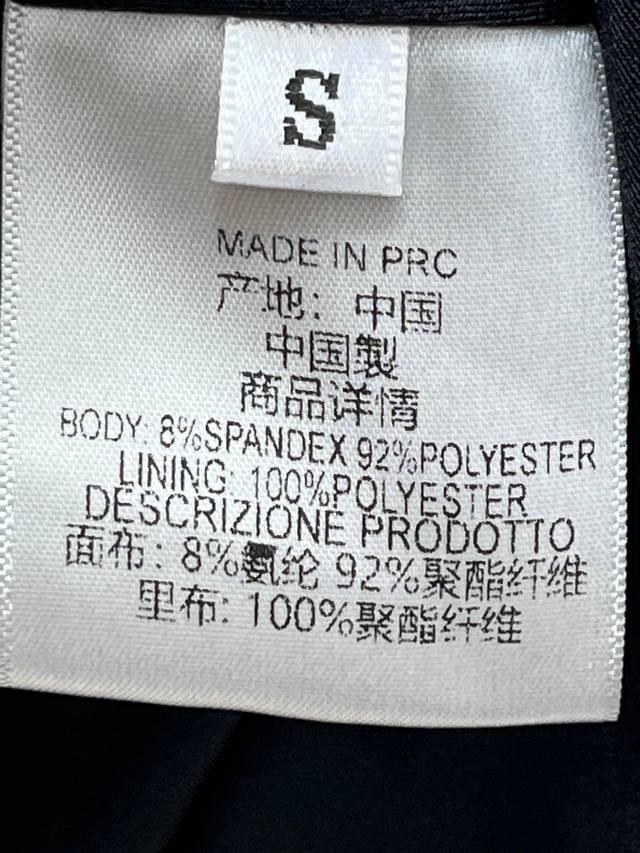 S
MADE IN PRC
产地: 中国
中国製
商品详情
BODY: 8%SPANDEX 92%POLYESTER
LINING: 100%POLYESTER
DESCRIZIONE PRODOTTO
面布: 8%氨纶 92%聚酯纤维
里布: 100%聚酯纤维